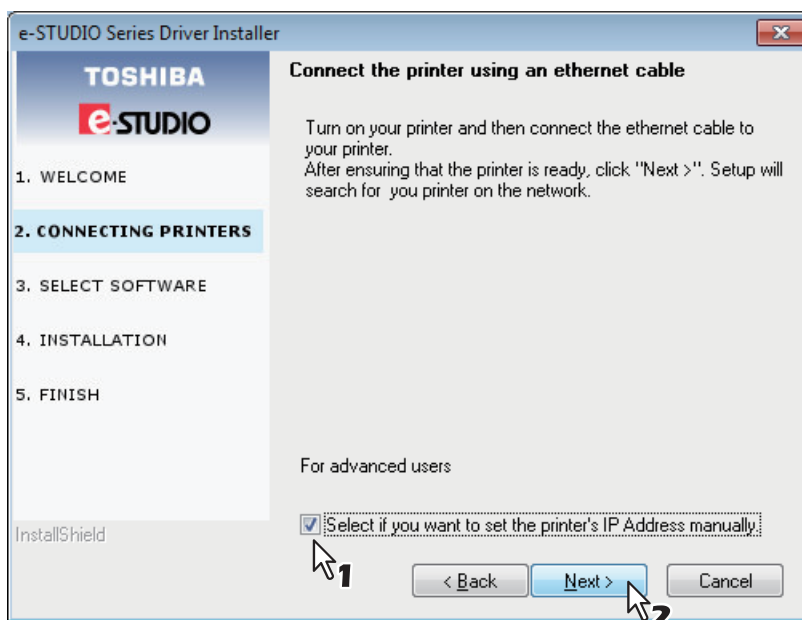 e-STUDIO Series Driver Installer
TOSHIBA
e-STUDIO
1. WELCOME
2. CONNECTING PRINTERS
3. SELECT SOFTWARE
4. INSTALLATION
5. FINISH
InstallShield
Connect the printer using an ethernet cable
Turn on your printer and then connect the ethernet cable to
your printer.
After ensuring that the printer is ready, click "Next >". Setup will
search for you printer on the network.
For advanced users
Select if you want to set the printer's IP Address manually.
1
< Back
Next >
Cancel
2